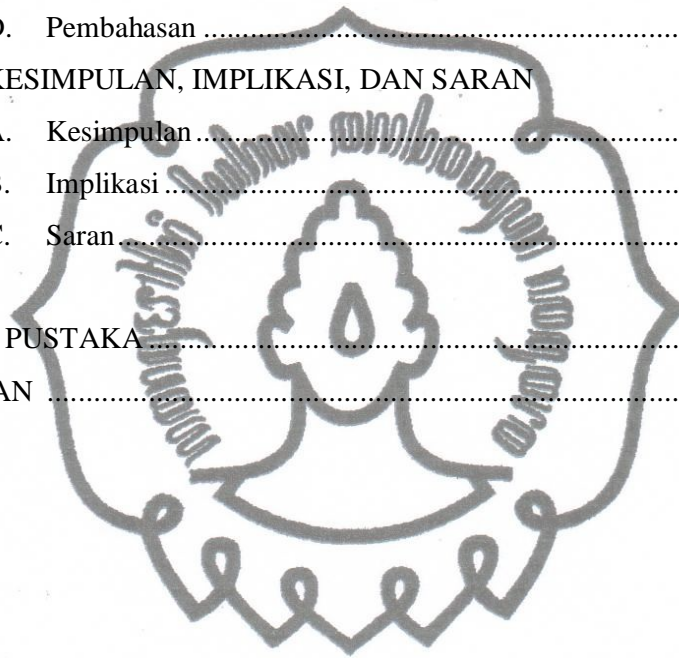 D. Pembahasan ..........................................................................
KESIMPULAN, IMPLIKASI, DAN SARAN
A. Kesimpulan ..........................................................................
B. Implikasi ..........................................................................
C. Saran ..........................................................................
PUSTAKA ..........................................................................
AN ..........................................................................